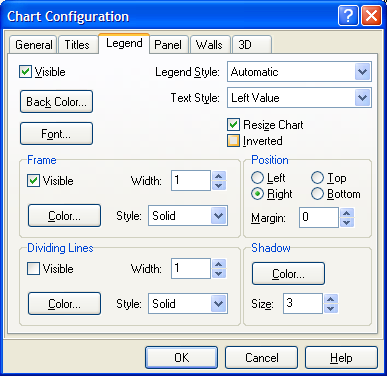 Chart Configuration
General Titles Legend Panel Walls 3D
Visible Legend Style: Automatic
Back Color... Text Style: Left Value
Font... Resize Chart
Inverted
Frame
Visible Width: 1
Color... Style: Solid
Position
Left Top
Right Bottom
Margin: 0
Dividing Lines
Visible Width: 1
Color... Style: Solid
Shadow
Color...
Size: 3
OK Cancel Help